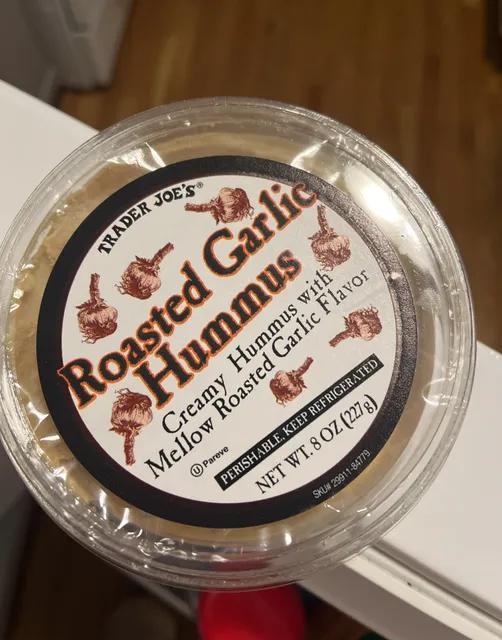 TRADER JOE'S®
Roasted Garlic
Hummus
Creamy Hummus with
Mellow Roasted Garlic Flavor
U Pareve
PERISHABLE, KEEP REFRIGERATED
NET WT. 8 OZ (227g)
SKU# 29911-84779